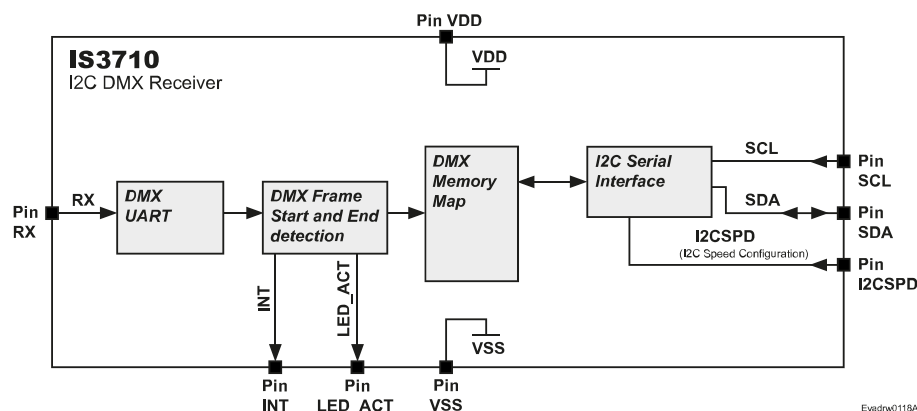 Pin VDD
IS3710
I2C DMX Receiver
VDD
DMX
UART
DMX Frame
Start and End
detection
DMX
Memory
Map
I2C Serial
Interface
RX
Pin
RX
SCL
Pin
SCL
SDA
Pin
SDA
I2CSPD
(I2C Speed Configuration)
Pin
I2CSPD
INT
LED_ACT
VSS
Pin
INT
Pin
LED_ACT
Pin
VSS
Evadrw0118A